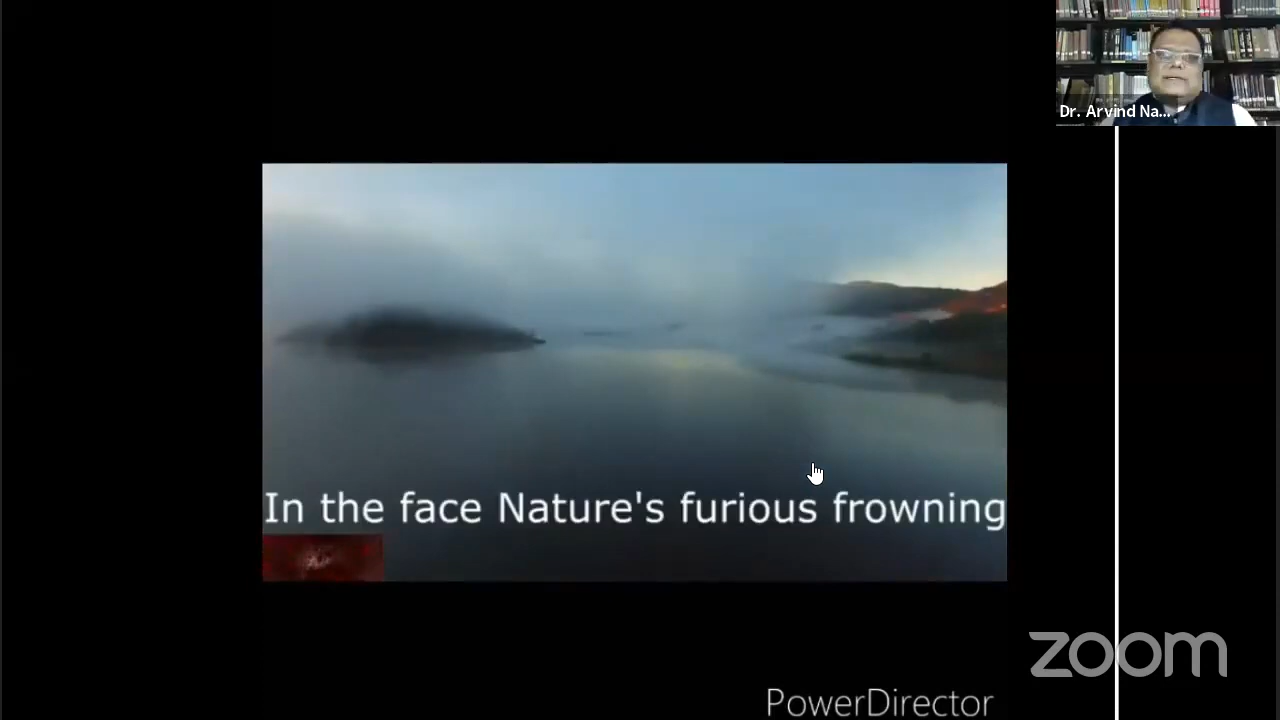 Dr. Arvind Na...
In the face Nature's furious frowning
zoom
PowerDirector